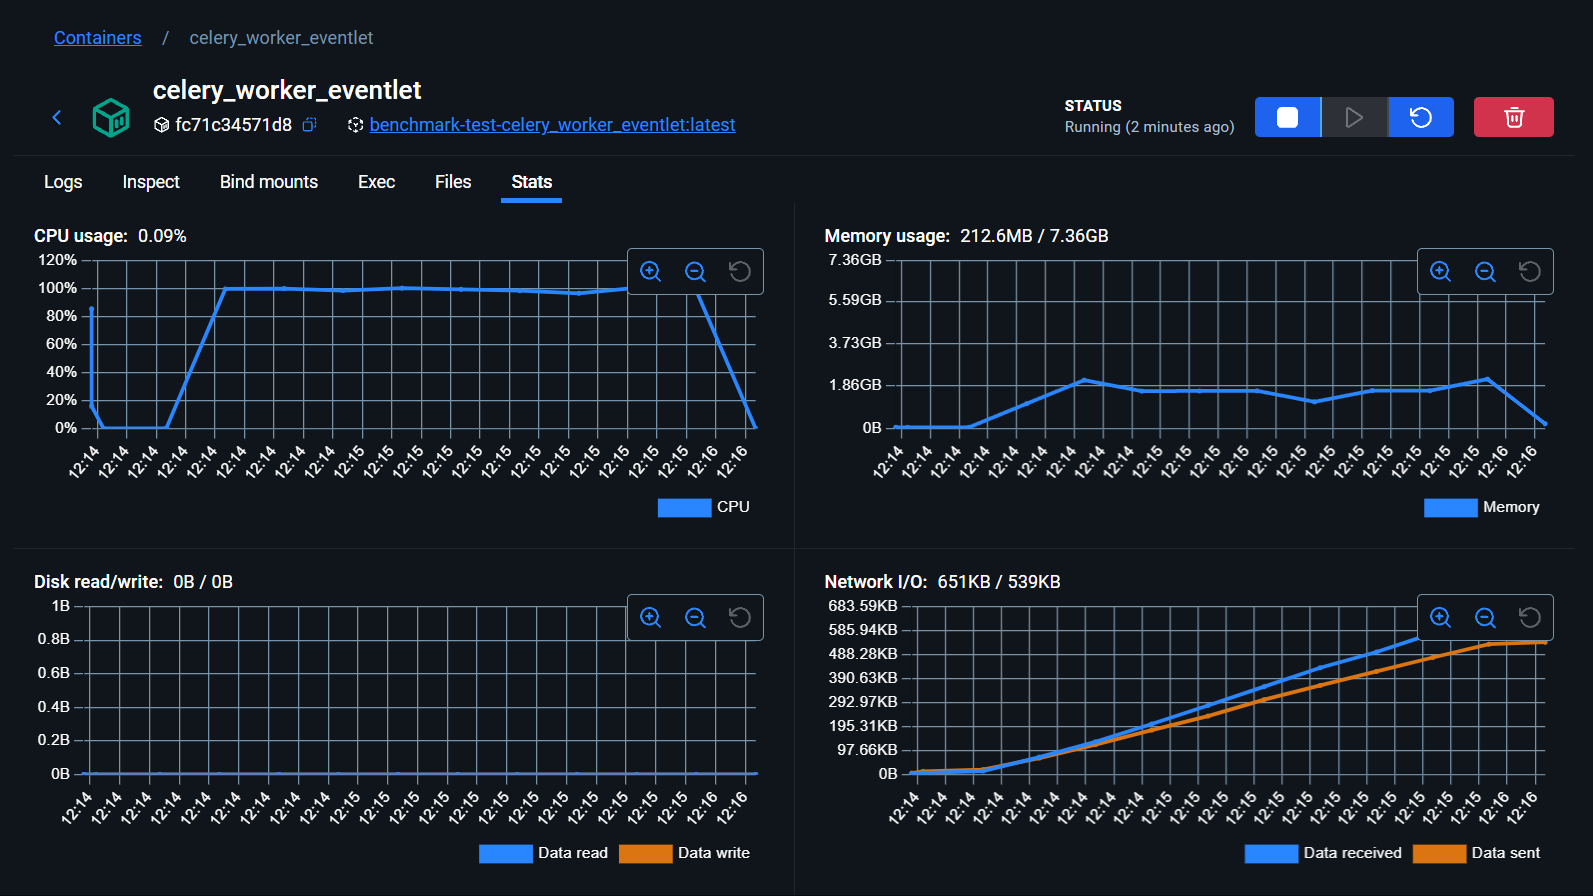 Containers / celery_worker_eventlet
celery_worker_eventlet
fc71c34571d8 benchmark-test-celery_worker_eventlet:latest
STATUS
Running (2 minutes ago)
Logs Inspect Bind mounts Exec Files Stats
CPU usage: 0.09%
120%
100%
80%
60%
40%
20%
0%
12:14 12:14 12:14 12:14 12:14 12:14 12:14 12:14 12:14 12:15 12:15 12:15 12:15 12:15 12:15 12:15 12:15 12:15 12:15 12:15 12:15 12:16 12:16
CPU
Memory usage: 212.6MB / 7.36GB
7.36GB
5.59GB
3.73GB
1.86GB
0B
12:14 12:14 12:14 12:14 12:14 12:14 12:14 12:14 12:14 12:15 12:15 12:15 12:15 12:15 12:15 12:15 12:15 12:15 12:15 12:15 12:15 12:16 12:16
Memory
Disk read/write: 0B / 0B
1B
0.8B
0.6B
0.4B
0.2B
0B
12:14 12:14 12:14 12:14 12:14 12:14 12:14 12:14 12:14 12:15 12:15 12:15 12:15 12:15 12:15 12:15 12:15 12:15 12:15 12:15 12:15 12:16 12:16
Data read Data write
Network I/O: 651KB / 539KB
683.59KB
585.94KB
488.28KB
390.63KB
292.97KB
195.31KB
97.66KB
0B
12:14 12:14 12:14 12:14 12:14 12:14 12:14 12:14 12:14 12:15 12:15 12:15 12:15 12:15 12:15 12:15 12:15 12:15 12:15 12:15 12:15 12:16 12:16
Data received Data sent